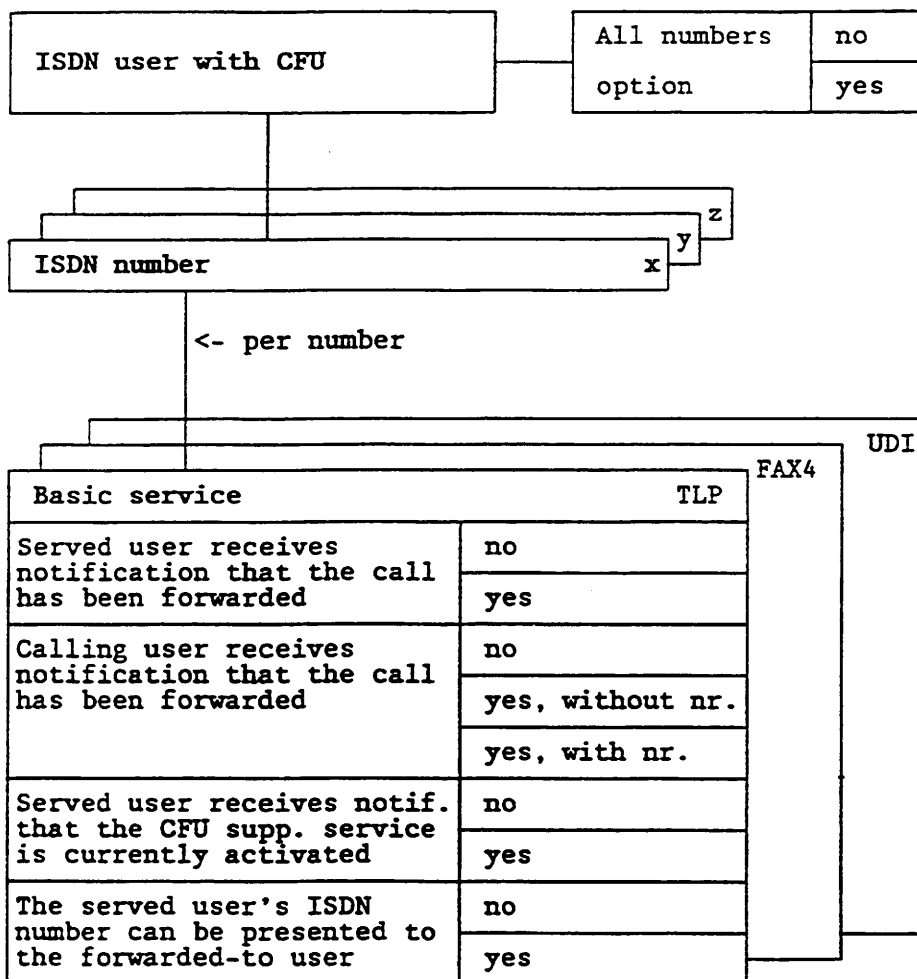 ISDN user with CFU
All numbers
option
no
yes
z
y
ISDN number x
<- per number
UDI
FAX4
Basic service TLP
Served user receives
notification that the call
has been forwarded
no
yes
Calling user receives
notification that the call
has been forwarded
no
yes, without nr.
yes, with nr.
Served user receives notif.
that the CFU supp. service
is currently activated
no
yes
The served user's ISDN
number can be presented to
the forwarded-to user
no
yes